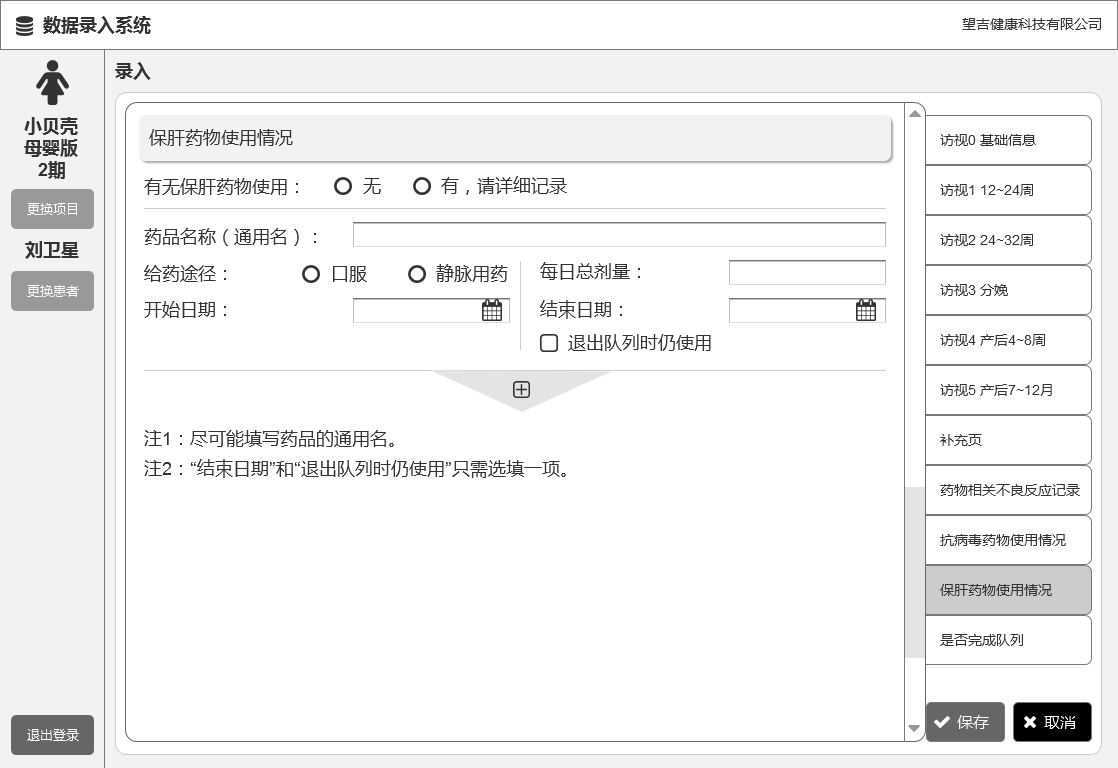 数据录入系统
望吉健康科技有限公司
小贝壳
母婴版
2期
更换项目
刘卫星
更换患者
退出登录
录入
保肝药物使用情况
有无保肝药物使用： 无 有，请详细记录
药品名称（通用名）：
给药途径： 口服 静脉用药 每日总剂量：
开始日期： 结束日期：
退出队列时仍使用
注1：尽可能填写药品的通用名。
注2：“结束日期”和“退出队列时仍使用”只需选填一项。
访视0 基础信息
访视1 12~24周
访视2 24~32周
访视3 分娩
访视4 产后4~8周
访视5 产后7~12月
补充页
药物相关不良反应记录
抗病毒药物使用情况
保肝药物使用情况
是否完成队列
保存 取消